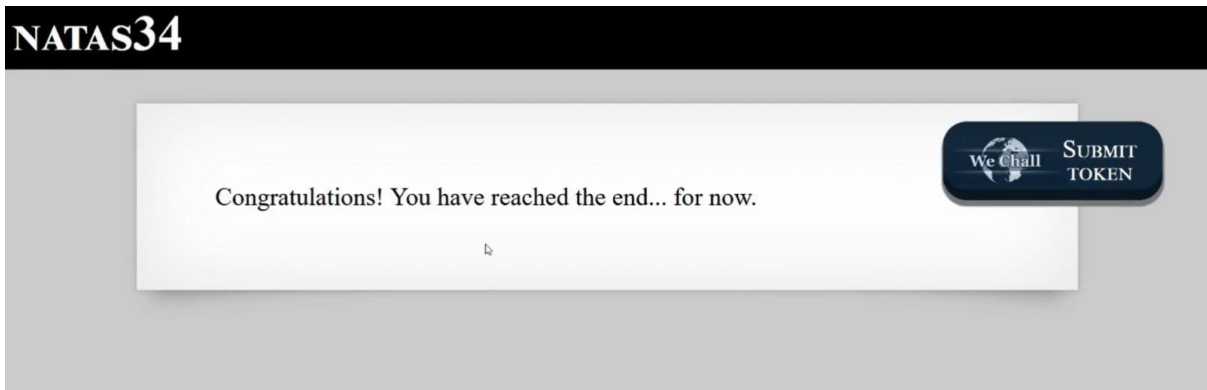 NATAS34
Congratulations! You have reached the end... for now.
We Chall
SUBMIT
TOKEN